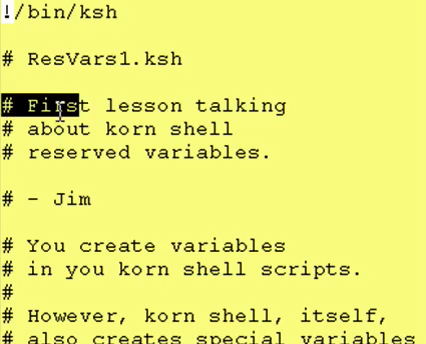 !/bin/ksh
# ResVars1.ksh
# First lesson talking
# about korn shell
# reserved variables.
# - Jim
# You create variables
# in you korn shell scripts.
#
# However, korn shell, itself,
# also creates special variables